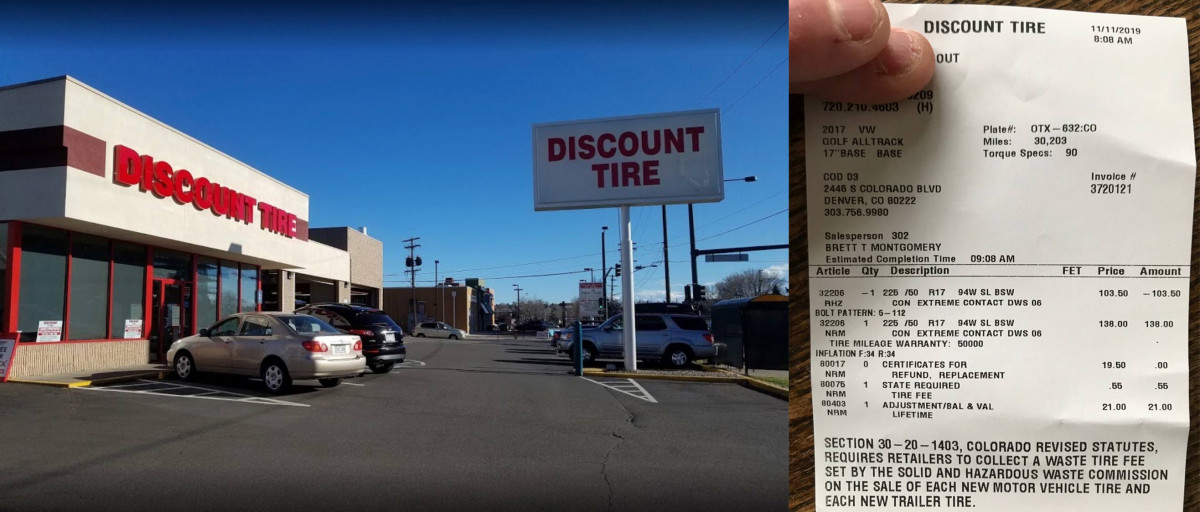 DISCOUNT TIRE
DISCOUNT
TIRE
DISCOUNT TIRE
11/11/2019
8:08 AM
OUT
209
720.210.4603 (H)
2017 VW
GOLF ALLTRACK
17"BASE BASE
Plate#: OTX-632:CO
Miles: 30,203
Torque Specs: 90
COD 03
2446 S COLORADO BLVD
DENVER, CO 80222
303.756.9980
Invoice #
3720121
Salesperson 302
BRETT T MONTGOMERY
Estimated Completion Time 09:08 AM
Article Qty Description FET Price Amount
32206 -1 225 /50 R17 94W SL BSW 103.50 -103.50
RHZ CON EXTREME CONTACT DWS 06
BOLT PATTERN: 5-112
32206 1 225 /50 R17 94W SL BSW 138.00 138.00
NRM CON EXTREME CONTACT DWS 06
TIRE MILEAGE WARRANTY: 50000
INFLATION F:34 R:34
80017 0 CERTIFICATES FOR 19.50 .00
NRM REFUND, REPLACEMENT
80075 1 STATE REQUIRED .55 .55
NRM TIRE FEE
80403 1 ADJUSTMENT/BAL & VAL 21.00 21.00
NRM LIFETIME
SECTION 30-20-1403, COLORADO REVISED STATUTES,
REQUIRES RETAILERS TO COLLECT A WASTE TIRE FEE
SET BY THE SOLID AND HAZARDOUS WASTE COMMISSION
ON THE SALE OF EACH NEW MOTOR VEHICLE TIRE AND
EACH NEW TRAILER TIRE.